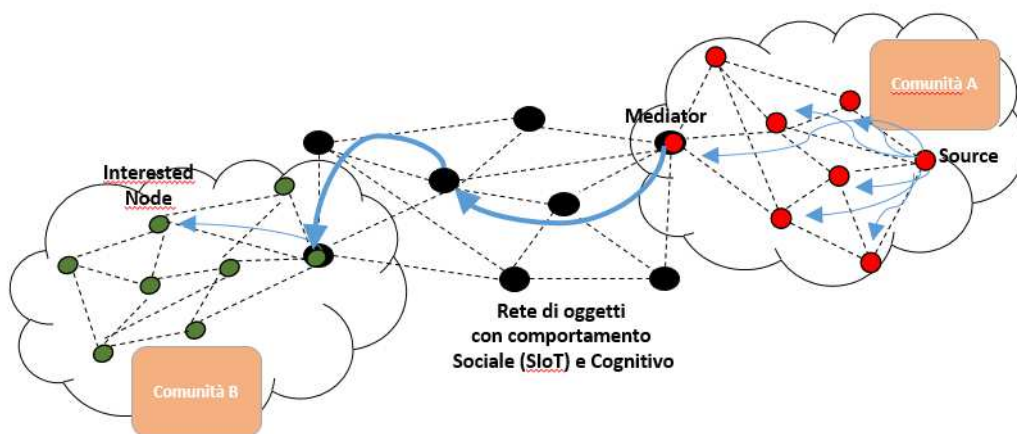 Comunità A
Mediator
Source
Interested
Node
Rete di oggetti
con comportamento
Sociale (SIoT) e Cognitivo
Comunità B